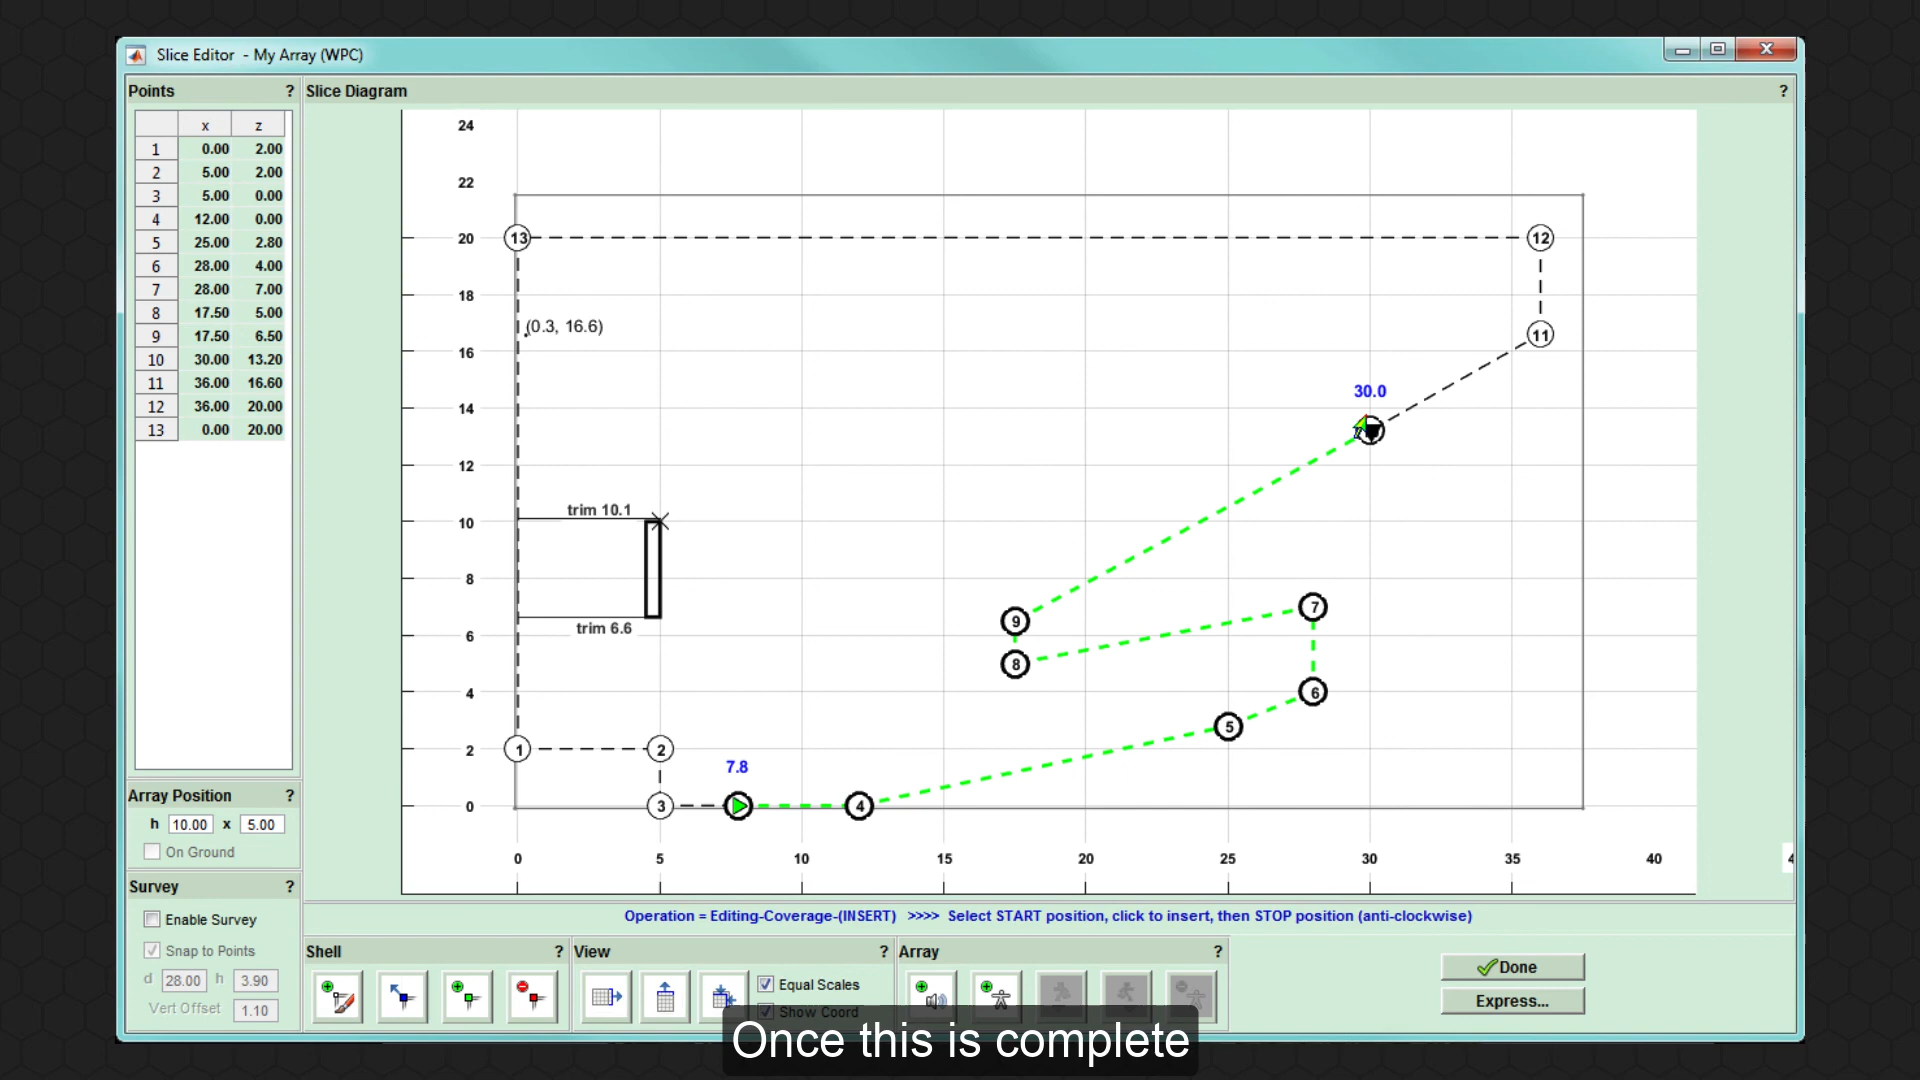 Slice Editor - My Array (WPC)
Points ?
Slice Diagram ?
x z
1 0.00 2.00
2 5.00 2.00
3 5.00 0.00
4 12.00 0.00
5 25.00 2.80
6 28.00 4.00
7 28.00 7.00
8 17.50 5.00
9 17.50 6.50
10 30.00 13.20
11 36.00 16.60
12 36.00 20.00
13 0.00 20.00
24
22
20
18
16
14
12
10
8
6
4
2
0
13
12
(0.3, 16.6)
11
30.0
trim 10.1
trim 6.6
9
7
8
6
5
1
2
7.8
3
4
0 5 10 15 20 25 30 35 40 4
Array Position ?
h 10.00 x 5.00
On Ground
Survey ?
Enable Survey
Snap to Points
d 28.00 h 3.90
Vert Offset 1.10
Operation = Editing-Coverage-(INSERT) >>>> Select START position, click to insert, then STOP position (anti-clockwise)
Shell ?
View ?
Equal Scales
Show Coord
Array ?
Done
Express...
Once this is complete